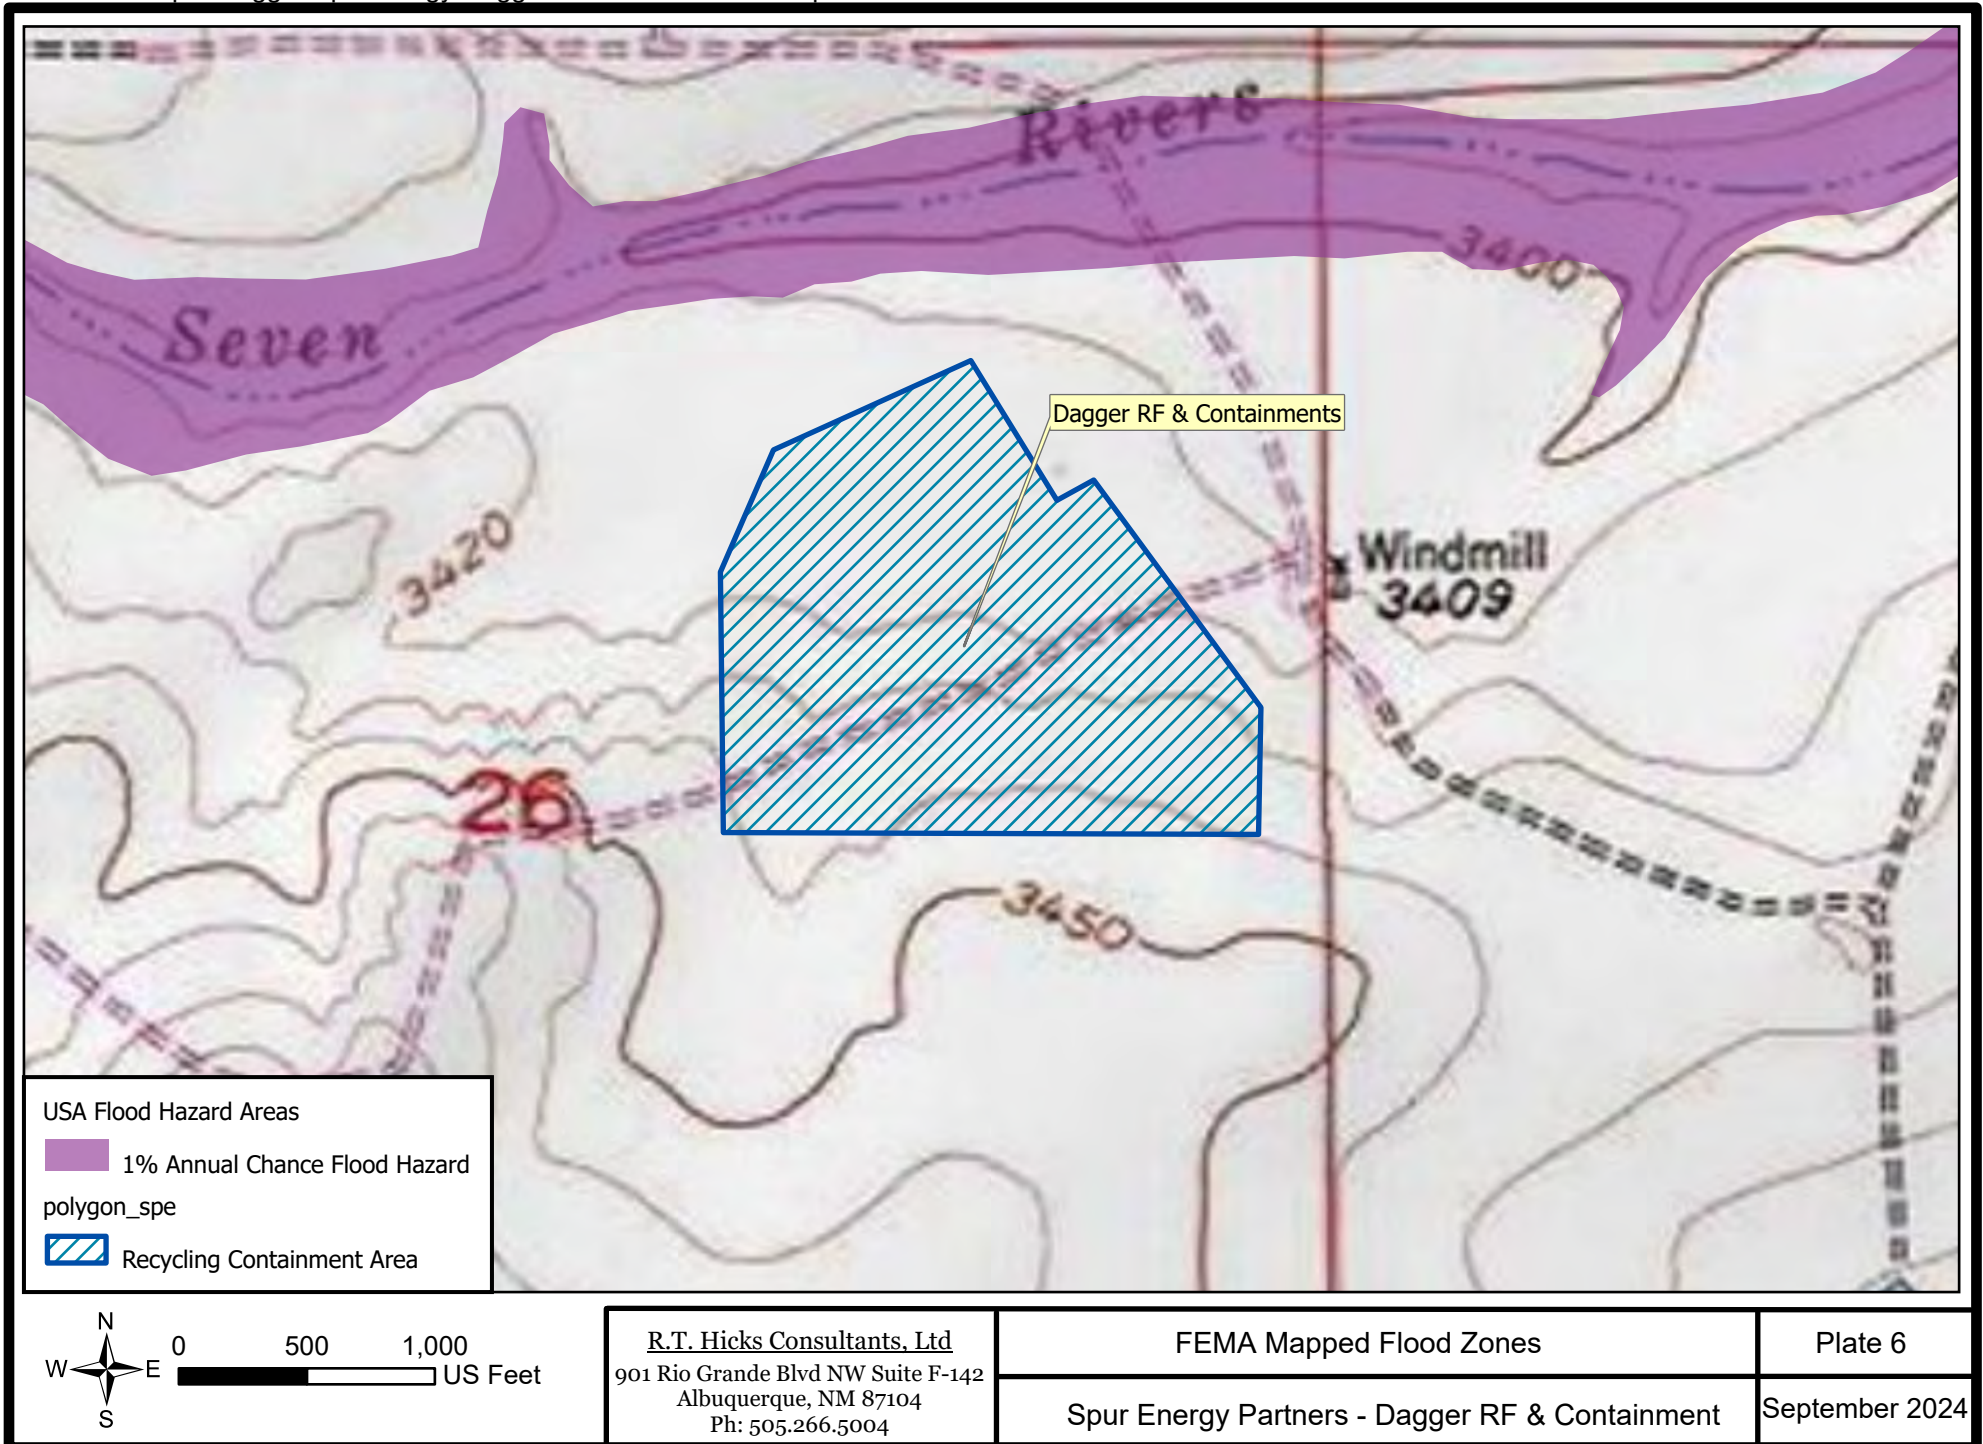 Rivers
Seven
3400
Dagger RF & Containments
3420
Windmill
3409
26
3450
USA Flood Hazard Areas
1% Annual Chance Flood Hazard
polygon_spe
Recycling Containment Area
N
W E
S
0 500 1,000
US Feet
R.T. Hicks Consultants, Ltd
901 Rio Grande Blvd NW Suite F-142
Albuquerque, NM 87104
Ph: 505.266.5004
FEMA Mapped Flood Zones
Spur Energy Partners - Dagger RF & Containment
Plate 6
September 2024